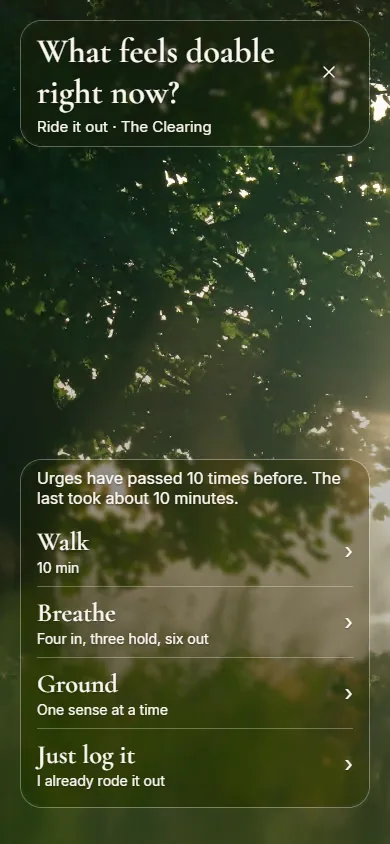 What feels doable
right now?
×
Ride it out · The Clearing
Urges have passed 10 times before. The
last took about 10 minutes.
Walk
10 min
›
Breathe
Four in, three hold, six out
›
Ground
One sense at a time
›
Just log it
I already rode it out
›